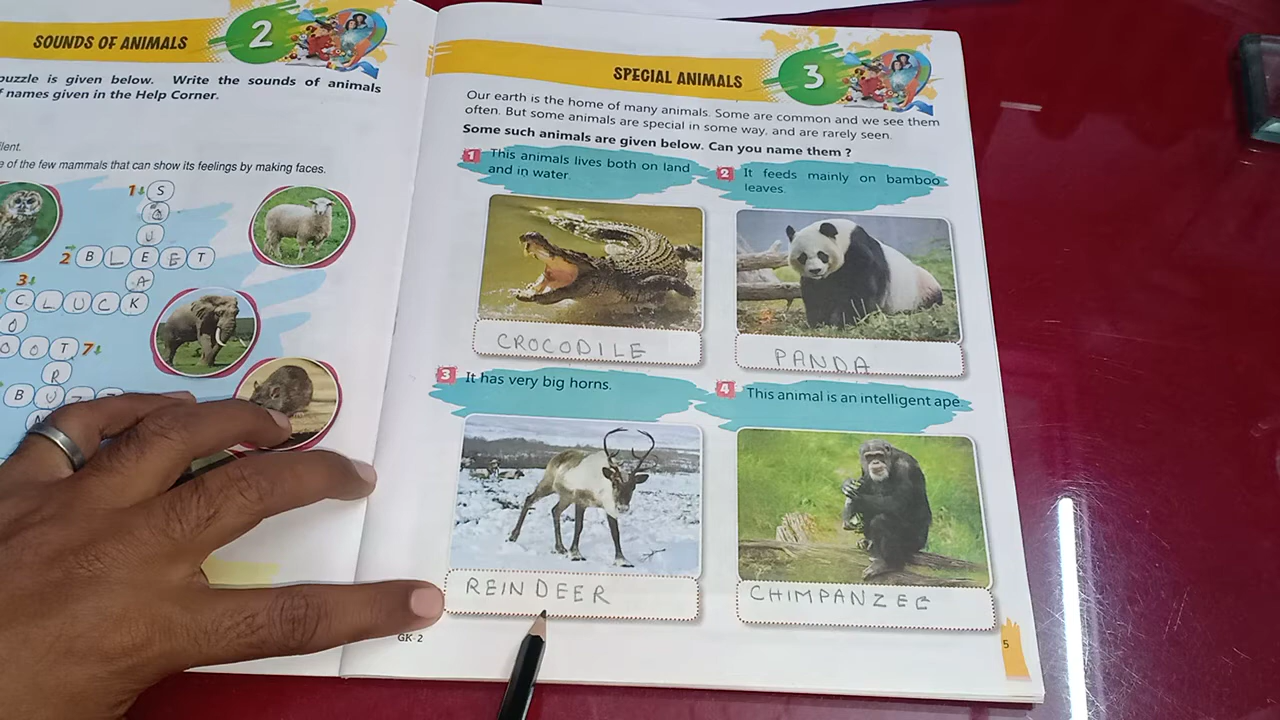 SOUNDS OF ANIMALS
2
puzzle is given below. Write the sounds of animals
f names given in the Help Corner.
lent.
e of the few mammals that can show its feelings by making faces.
1 S
A
U
2 B L E E T
A
3
C L U C K
O
O O T 7
R
B U Z Z
SPECIAL ANIMALS
3
Our earth is the home of many animals. Some are common and we see them
often. But some animals are special in some way, and are rarely seen.
Some such animals are given below. Can you name them ?
1 This animals lives both on land
and in water.
2 It feeds mainly on bamboo
leaves.
CROCODILE
PANDA
3 It has very big horns.
4 This animal is an intelligent ape.
REINDEER
CHIMPANZEE
GK-2
5